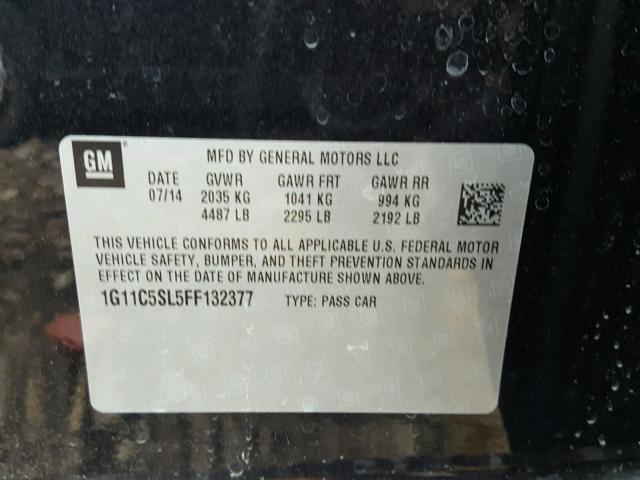 GM
MFD BY GENERAL MOTORS LLC
DATE GVWR GAWR FRT GAWR RR
07/14 2035 KG 1041 KG 994 KG
4487 LB 2295 LB 2192 LB
THIS VEHICLE CONFORMS TO ALL APPLICABLE U.S. FEDERAL MOTOR
VEHICLE SAFETY, BUMPER, AND THEFT PREVENTION STANDARDS IN
EFFECT ON THE DATE OF MANUFACTURE SHOWN ABOVE.
1G11C5SL5FF132377 TYPE: PASS CAR